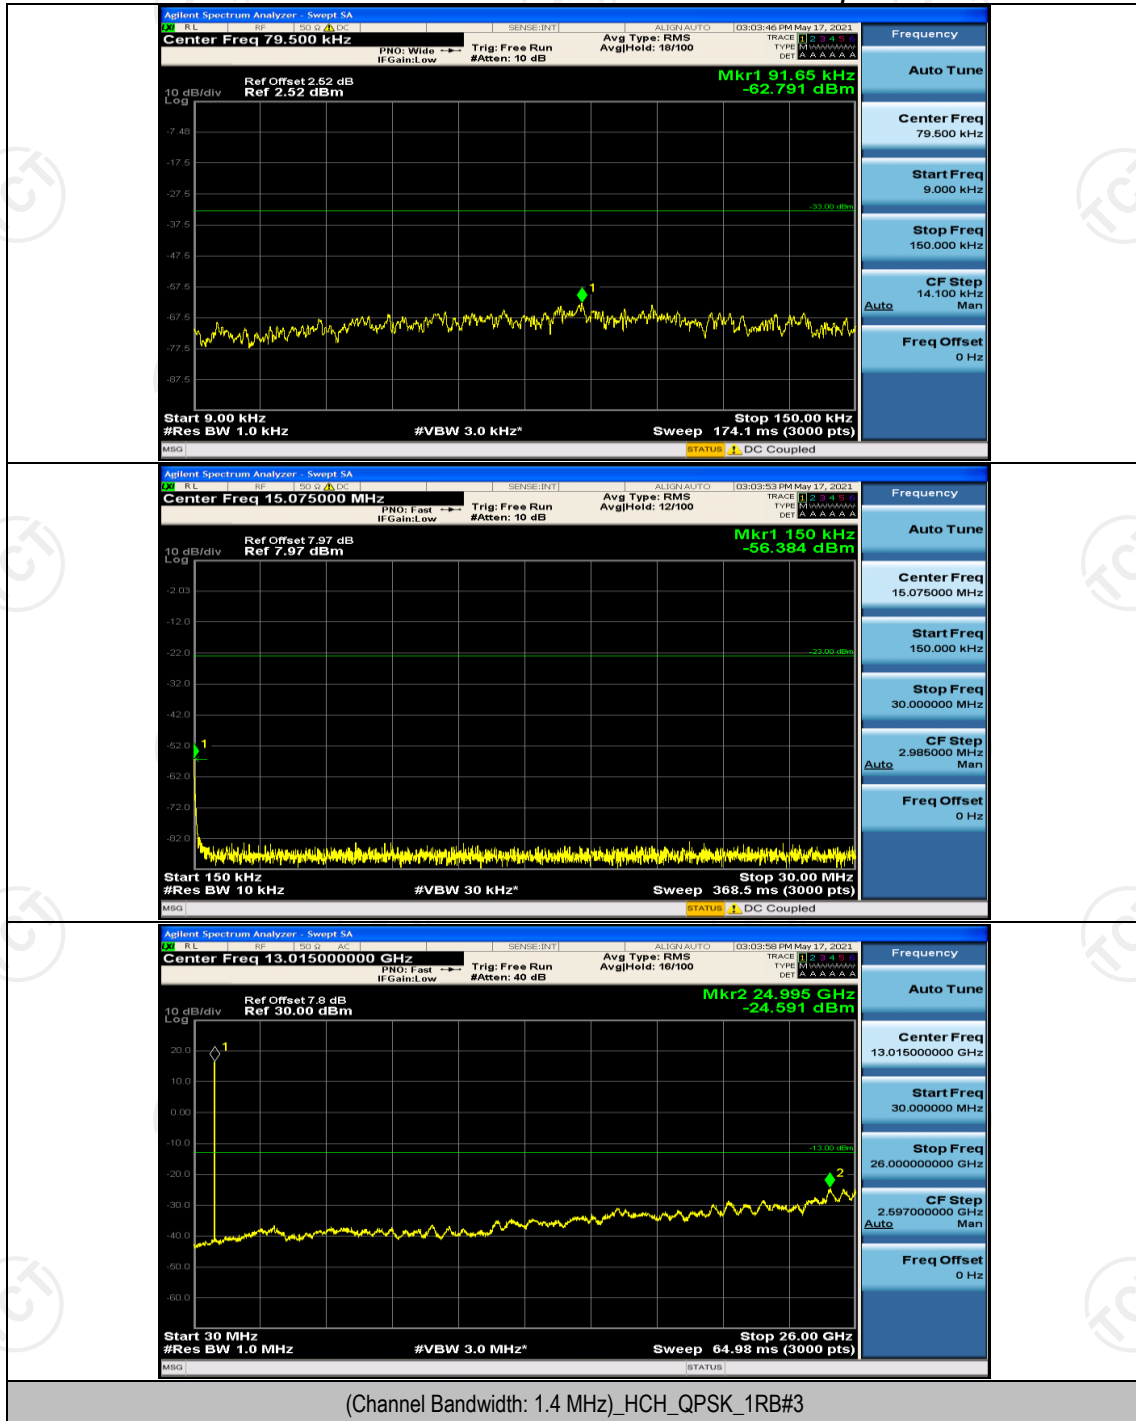 Agilent Spectrum Analyzer - Swept SA
LXI RL RF 50 Ω DC SENSE:INT ALIGN AUTO 03:03:46 PM May 17, 2021
Center Freq 79.500 kHz
PNO: Wide Trig: Free Run Avg Type: RMS
IFGain:Low #Atten: 10 dB Avg|Hold: 18/100
TRACE 1 2 3 4 5 6
TYPE M
DET A A A A A A
Frequency
Auto Tune
Ref Offset 2.52 dB
10 dB/div Ref 2.52 dBm
Log
Mkr1 91.65 kHz
-62.791 dBm
-7.48
-17.5
-27.5
-37.5
-47.5
-57.5
-67.5
-77.5
-87.5
-33.00 dBm
1
Center Freq
79.500 kHz
Start Freq
9.000 kHz
Stop Freq
150.000 kHz
CF Step
14.100 kHz
Auto Man
Freq Offset
0 Hz
Start 9.00 kHz Stop 150.00 kHz
#Res BW 1.0 kHz #VBW 3.0 kHz* Sweep 174.1 ms (3000 pts)
MSG STATUS DC Coupled
Agilent Spectrum Analyzer - Swept SA
LXI RL RF 50 Ω DC SENSE:INT ALIGN AUTO 03:03:53 PM May 17, 2021
Center Freq 15.075000 MHz
PNO: Fast Trig: Free Run Avg Type: RMS
IFGain:Low #Atten: 10 dB Avg|Hold: 12/100
TRACE 1 2 3 4 5 6
TYPE M
DET A A A A A A
Frequency
Auto Tune
Ref Offset 7.97 dB
10 dB/div Ref 7.97 dBm
Log
Mkr1 150 kHz
-56.384 dBm
-2.03
-12.0
-22.0
-32.0
-42.0
-52.0
-62.0
-72.0
-82.0
-23.00 dBm
1
Center Freq
15.075000 MHz
Start Freq
150.000 kHz
Stop Freq
30.000000 MHz
CF Step
2.985000 MHz
Auto Man
Freq Offset
0 Hz
Start 150 kHz Stop 30.00 MHz
#Res BW 10 kHz #VBW 30 kHz* Sweep 368.5 ms (3000 pts)
MSG STATUS DC Coupled
Agilent Spectrum Analyzer - Swept SA
LXI RL RF 50 Ω AC SENSE:INT ALIGN AUTO 03:03:58 PM May 17, 2021
Center Freq 13.015000000 GHz
PNO: Fast Trig: Free Run Avg Type: RMS
IFGain:Low #Atten: 40 dB Avg|Hold: 16/100
TRACE 1 2 3 4 5 6
TYPE M
DET A A A A A A
Frequency
Auto Tune
Ref Offset 7.8 dB
10 dB/div Ref 30.00 dBm
Log
Mkr2 24.995 GHz
-24.591 dBm
20.0
10.0
0.00
-10.0
-20.0
-30.0
-40.0
-50.0
-60.0
-13.00 dBm
1
2
Center Freq
13.015000000 GHz
Start Freq
30.000000 MHz
Stop Freq
26.000000000 GHz
CF Step
2.597000000 GHz
Auto Man
Freq Offset
0 Hz
Start 30 MHz Stop 26.00 GHz
#Res BW 1.0 MHz #VBW 3.0 MHz* Sweep 64.98 ms (3000 pts)
MSG STATUS
(Channel Bandwidth: 1.4 MHz)_HCH_QPSK_1RB#3